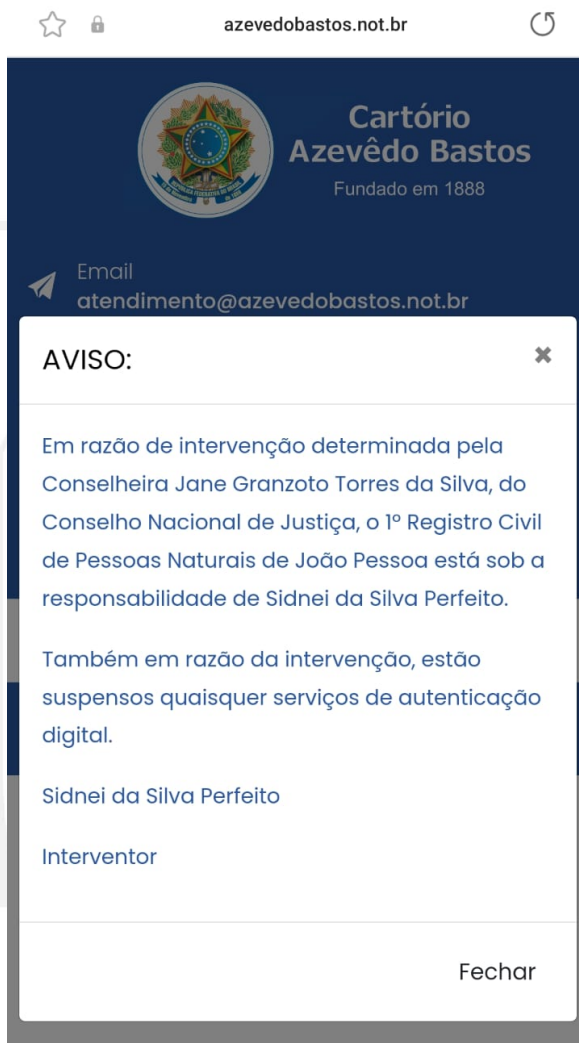 azevedobastos.not.br
Cartório
Azevêdo Bastos
Fundado em 1888
Email
atendimento@azevedobastos.not.br
AVISO:
Em razão de intervenção determinada pela
Conselheira Jane Granzoto Torres da Silva, do
Conselho Nacional de Justiça, o 1º Registro Civil
de Pessoas Naturais de João Pessoa está sob a
responsabilidade de Sidnei da Silva Perfeito.
Também em razão da intervenção, estão
suspensos quaisquer serviços de autenticação
digital.
Sidnei da Silva Perfeito
Interventor
Fechar